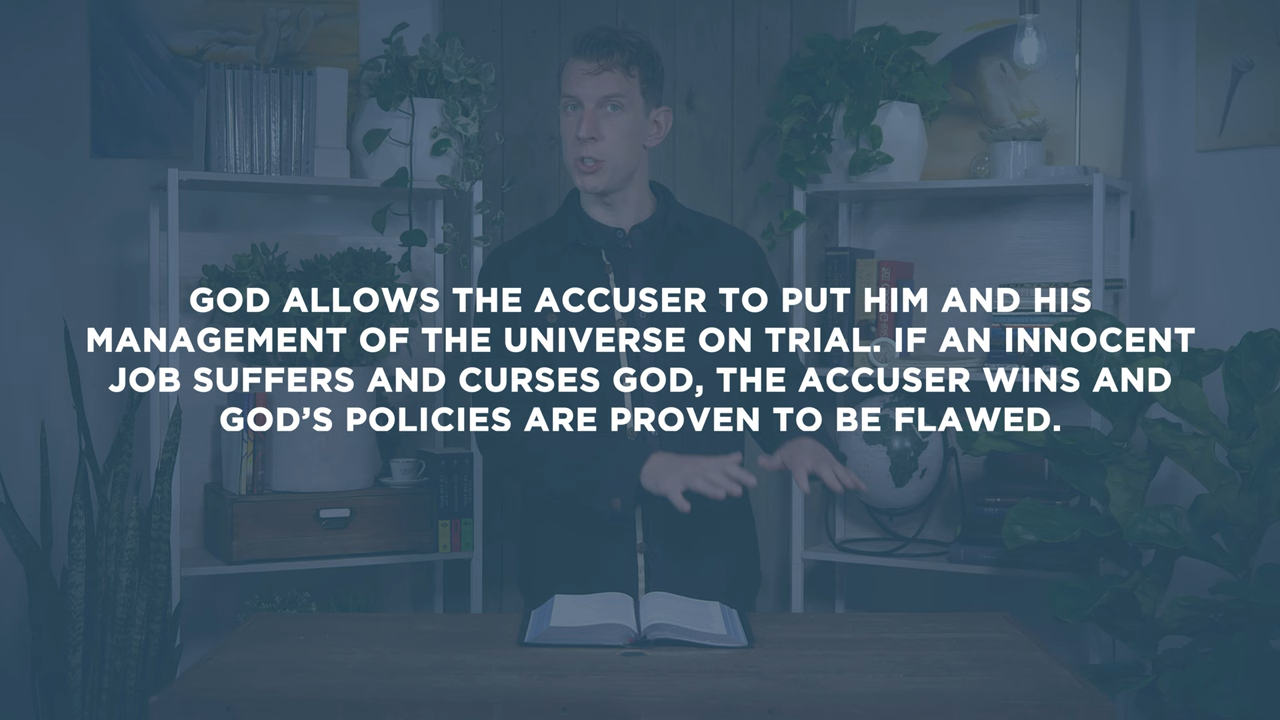 GOD ALLOWS THE ACCUSER TO PUT HIM AND HIS
MANAGEMENT OF THE UNIVERSE ON TRIAL. IF AN INNOCENT
JOB SUFFERS AND CURSES GOD, THE ACCUSER WINS AND
GOD’S POLICIES ARE PROVEN TO BE FLAWED.